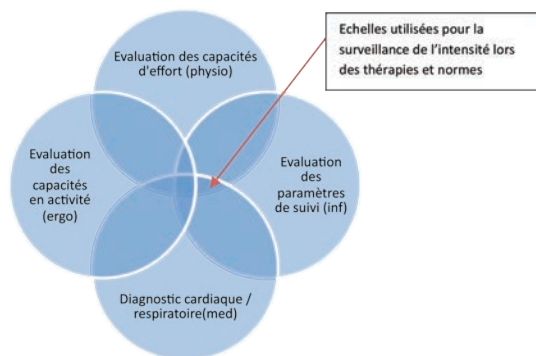 Evaluation des capacités
d'effort (physio)
Echelles utilisées pour la
surveillance de l'intensité lors
des thérapies et normes
Evaluation
des
capacités
en activité
(ergo)
Evaluation
des
paramètres
de suivi (inf)
Diagnostic cardiaque /
respiratoire(med)